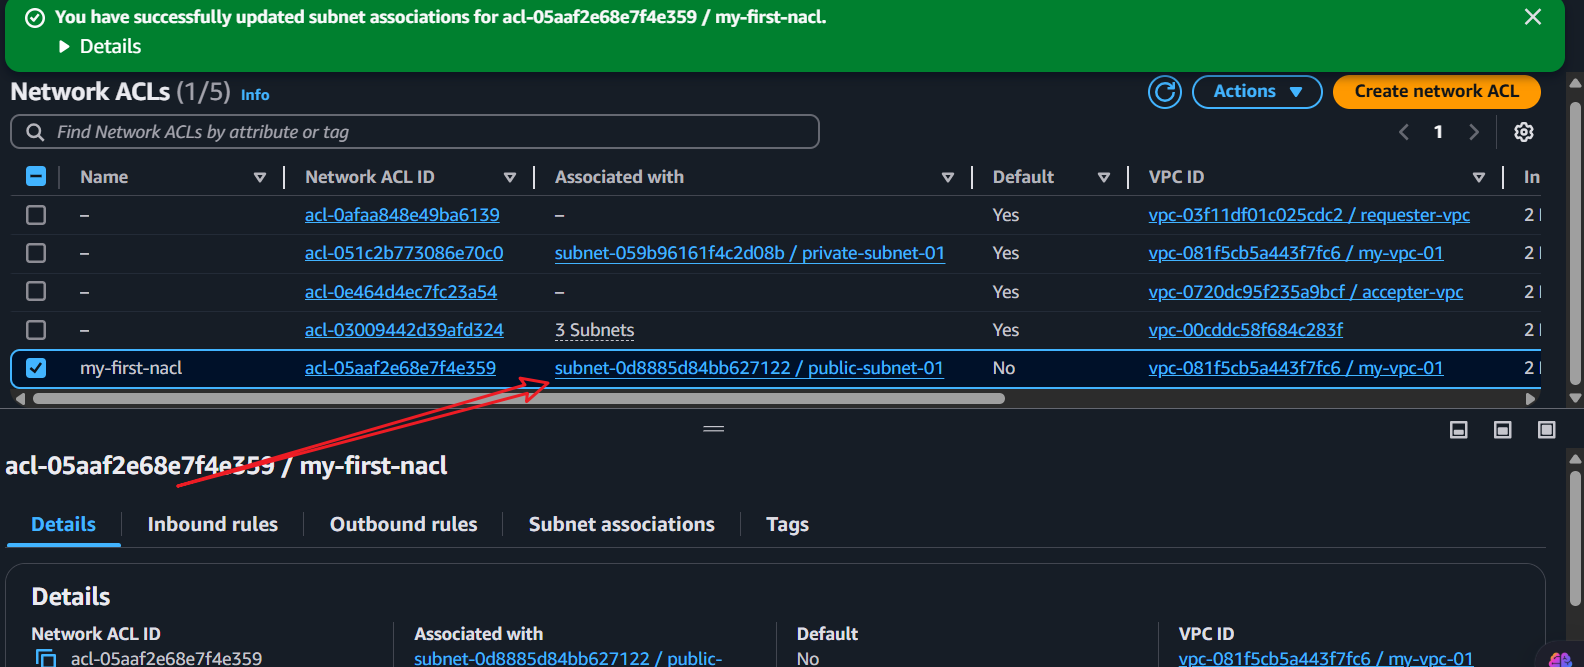 You have successfully updated subnet associations for acl-05aaf2e68e7f4e359 / my-first-nacl.
Details
Network ACLs (1/5) Info
Actions
Create network ACL
Find Network ACLs by attribute or tag
1
Name Network ACL ID Associated with Default VPC ID In
– acl-0afaa848e49ba6139 – Yes vpc-03f11df01c025cdc2 / requester-vpc 2
– acl-051c2b773086e70c0 subnet-059b96161f4c2d08b / private-subnet-01 Yes vpc-081f5cb5a443f7fc6 / my-vpc-01 2
– acl-0e464d4ec7fc23a54 – Yes vpc-0720dc95f235a9bcf / accepter-vpc 2
– acl-03009442d39afd324 3 Subnets Yes vpc-00cddc58f684c283f 2
my-first-nacl acl-05aaf2e68e7f4e359 subnet-0d8885d84bb627122 / public-subnet-01 No vpc-081f5cb5a443f7fc6 / my-vpc-01 2
acl-05aaf2e68e7f4e359 / my-first-nacl
Details Inbound rules Outbound rules Subnet associations Tags
Details
Network ACL ID Associated with Default VPC ID
acl-05aaf2e68e7f4e359 subnet-0d8885d84bb627122 / public- No vpc-081f5cb5a443f7fc6 / my-vpc-01